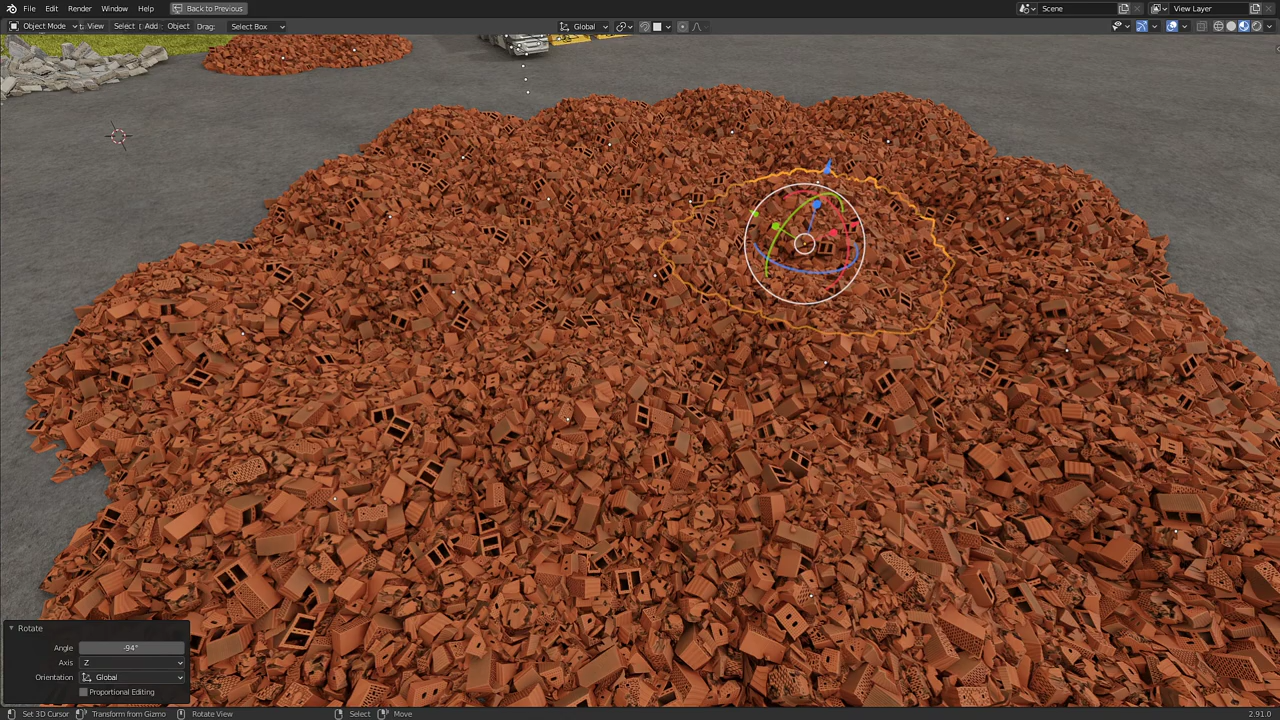 File Edit Render Window Help Back to Previous Scene View Layer
Object Mode View Select Add Object Drag: Select Box Global
Rotate
Angle -94°
Axis Z
Orientation Global
Proportional Editing
Set 3D Cursor Transform from Gizmo Rotate View Select Move 2.91.0